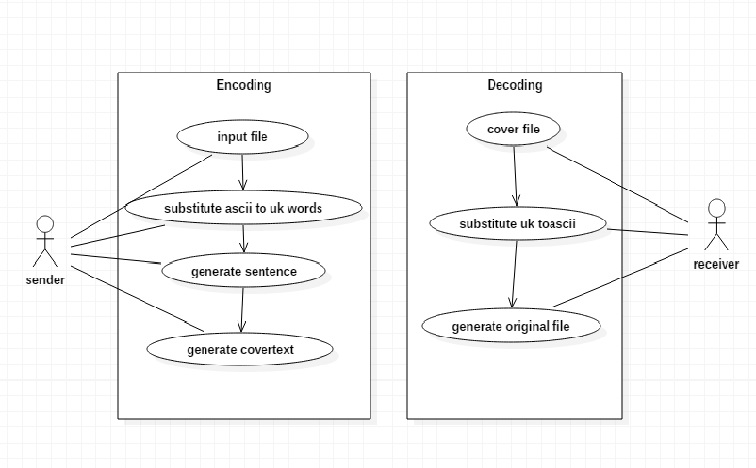 Encoding
input file
substitute ascii to uk words
generate sentence
generate covertext
sender
Decoding
cover file
substitute uk toascii
generate original file
receiver